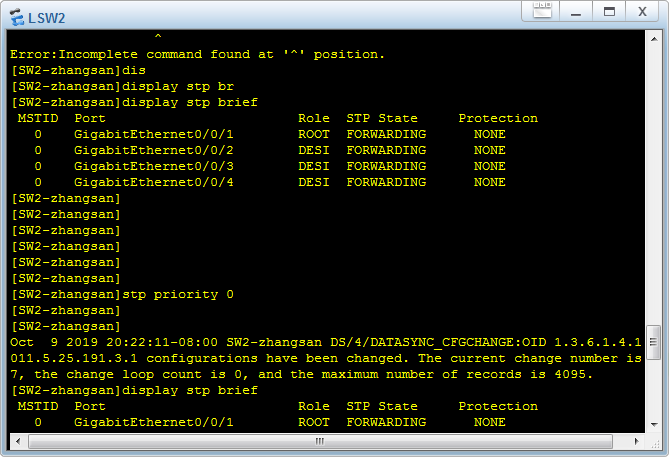 LSW2
^
Error:Incomplete command found at '^' position.
[SW2-zhangsan]dis
[SW2-zhangsan]display stp br
[SW2-zhangsan]display stp brief
MSTID  Port                        Role  STP State     Protection
0    GigabitEthernet0/0/1        ROOT  FORWARDING      NONE
0    GigabitEthernet0/0/2        DESI  FORWARDING      NONE
0    GigabitEthernet0/0/3        DESI  FORWARDING      NONE
0    GigabitEthernet0/0/4        DESI  FORWARDING      NONE
[SW2-zhangsan]
[SW2-zhangsan]
[SW2-zhangsan]
[SW2-zhangsan]
[SW2-zhangsan]
[SW2-zhangsan]
[SW2-zhangsan]stp priority 0
[SW2-zhangsan]
[SW2-zhangsan]
Oct  9 2019 20:22:11-08:00 SW2-zhangsan DS/4/DATASYNC_CFGCHANGE:OID 1.3.6.1.4.1
011.5.25.191.3.1 configurations have been changed. The current change number is
7, the change loop count is 0, and the maximum number of records is 4095.
[SW2-zhangsan]display stp brief
MSTID  Port                        Role  STP State     Protection
0    GigabitEthernet0/0/1        ROOT  FORWARDING      NONE